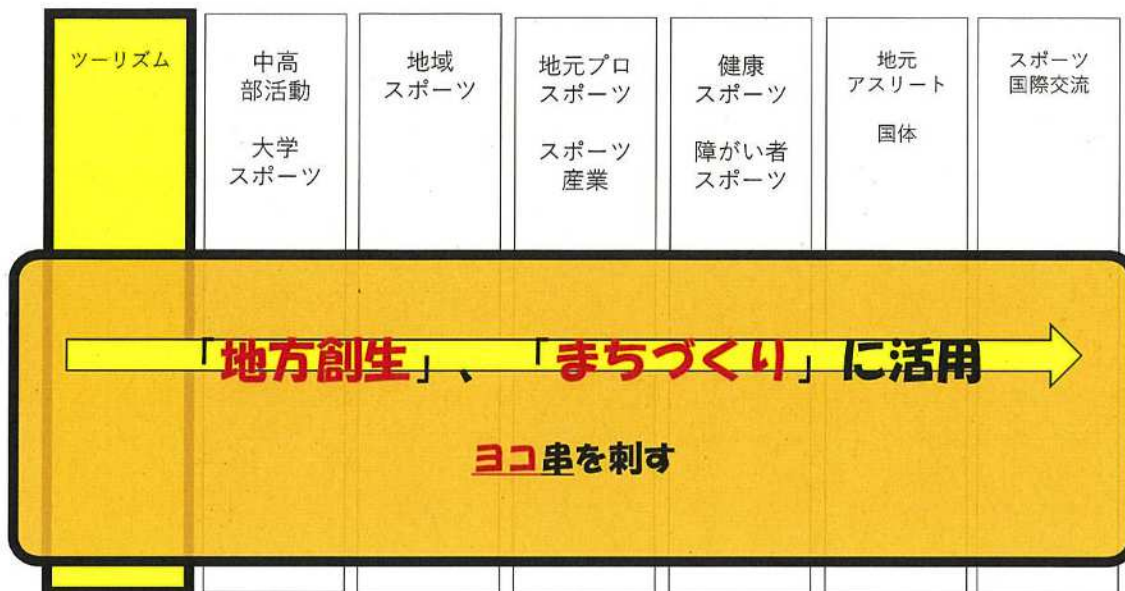 ツーリズム
中高
部活動
大学
スポーツ
地域
スポーツ
地元プロ
スポーツ
スポーツ
産業
健康
スポーツ
障がい者
スポーツ
地元
アスリート
国体
スポーツ
国際交流
「地方創生」、「まちづくり」に活用
ヨコ串を刺す